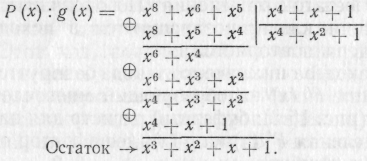 P (x) : g (x) = ⊕ x⁸ + x⁶ + x⁵ | x⁴ + x + 1
x⁸ + x⁵ + x⁴ | x⁴ + x² + 1
⊕ x⁶ + x⁴
x⁶ + x³ + x²
⊕ x⁴ + x³ + x²
x⁴ + x + 1
Остаток → x³ + x² + x + 1.